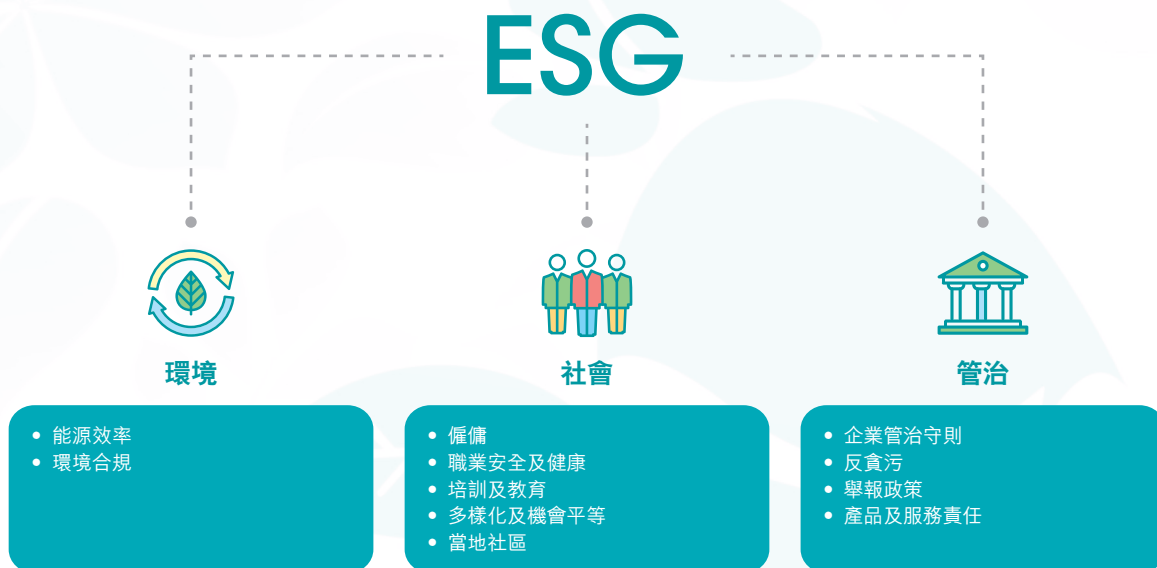 ESG
環境
能源效率
環境合規
社會
僱傭
職業安全及健康
培訓及教育
多樣化及機會平等
當地社區
管治
企業管治守則
反貪污
舉報政策
產品及服務責任